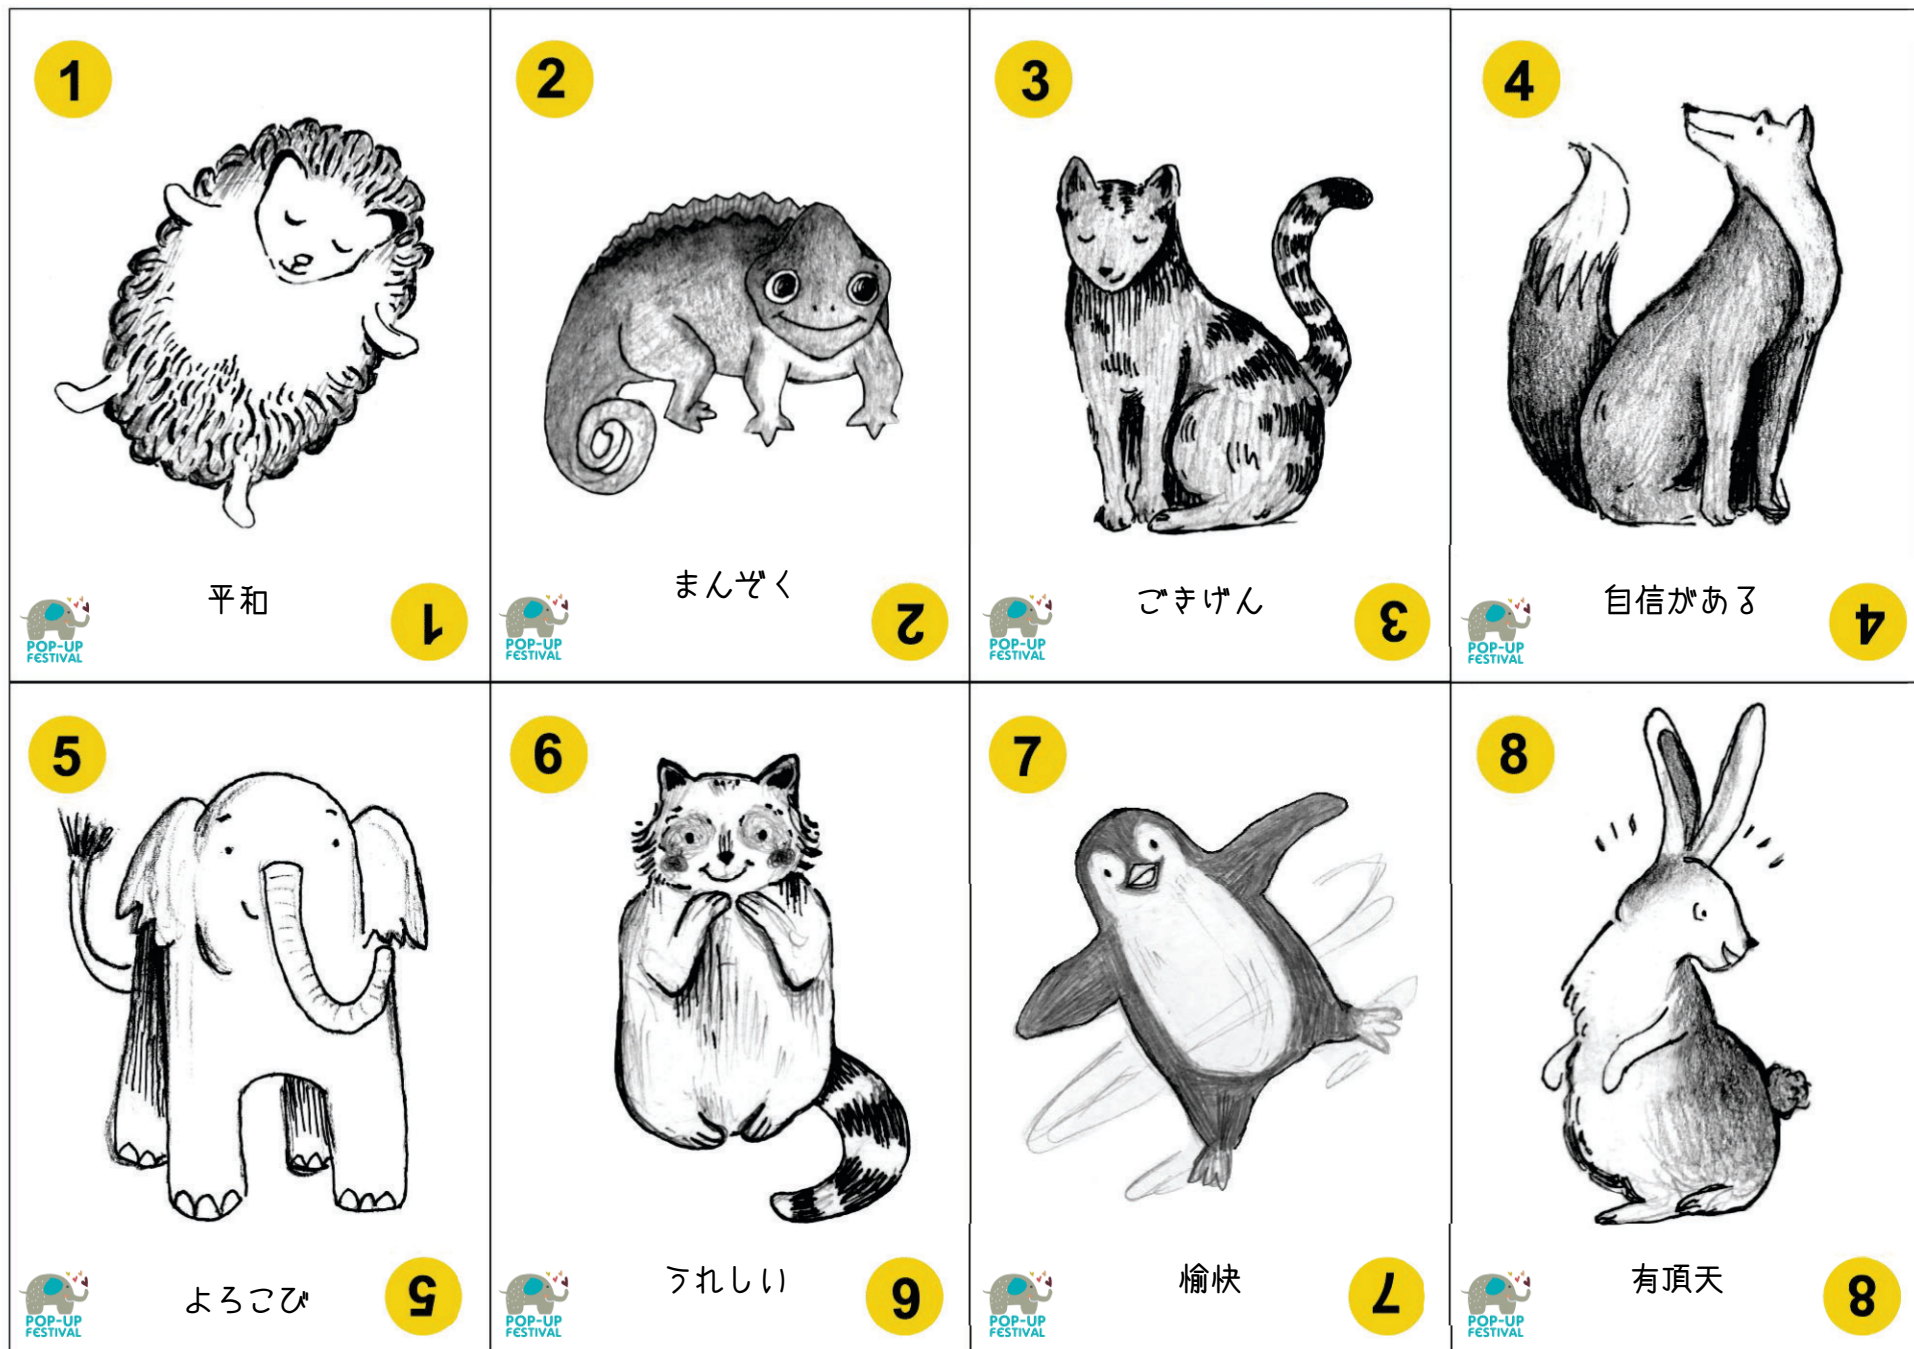 1
平和
POP-UP
FESTIVAL
1
2
まんぞく
POP-UP
FESTIVAL
2
3
ごきげん
POP-UP
FESTIVAL
3
4
自信がある
POP-UP
FESTIVAL
4
5
よろこび
POP-UP
FESTIVAL
5
6
うれしい
POP-UP
FESTIVAL
6
7
愉快
POP-UP
FESTIVAL
7
8
有頂天
POP-UP
FESTIVAL
8